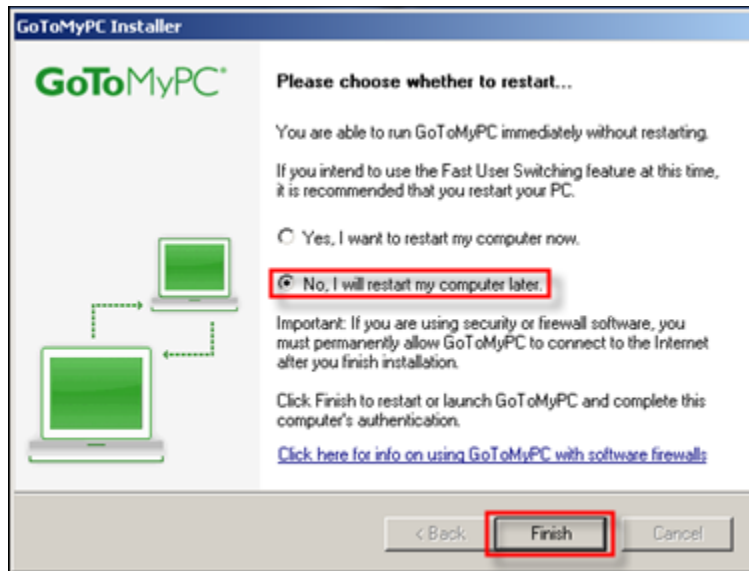 GoToMyPC Installer
GoToMyPC®
Please choose whether to restart...
You are able to run GoToMyPC immediately without restarting.
If you intend to use the Fast User Switching feature at this time,
it is recommended that you restart your PC.
Yes, I want to restart my computer now.
No, I will restart my computer later.
Important: If you are using security or firewall software, you
must permanently allow GoToMyPC to connect to the Internet
after you finish installation.
Click Finish to restart or launch GoToMyPC and complete this
computer's authentication.
Click here for info on using GoToMyPC with software firewalls
< Back
Finish
Cancel